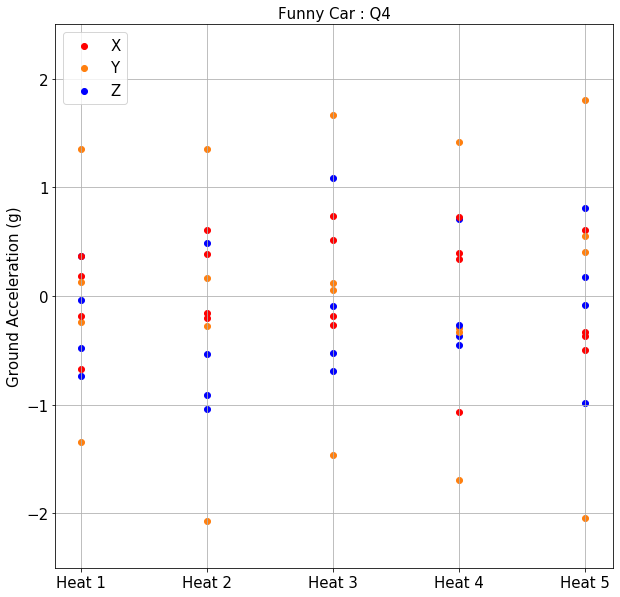 Funny Car : Q4
X
Y
Z
Ground Acceleration (g)
2
1
0
−1
−2
Heat 1 Heat 2 Heat 3 Heat 4 Heat 5